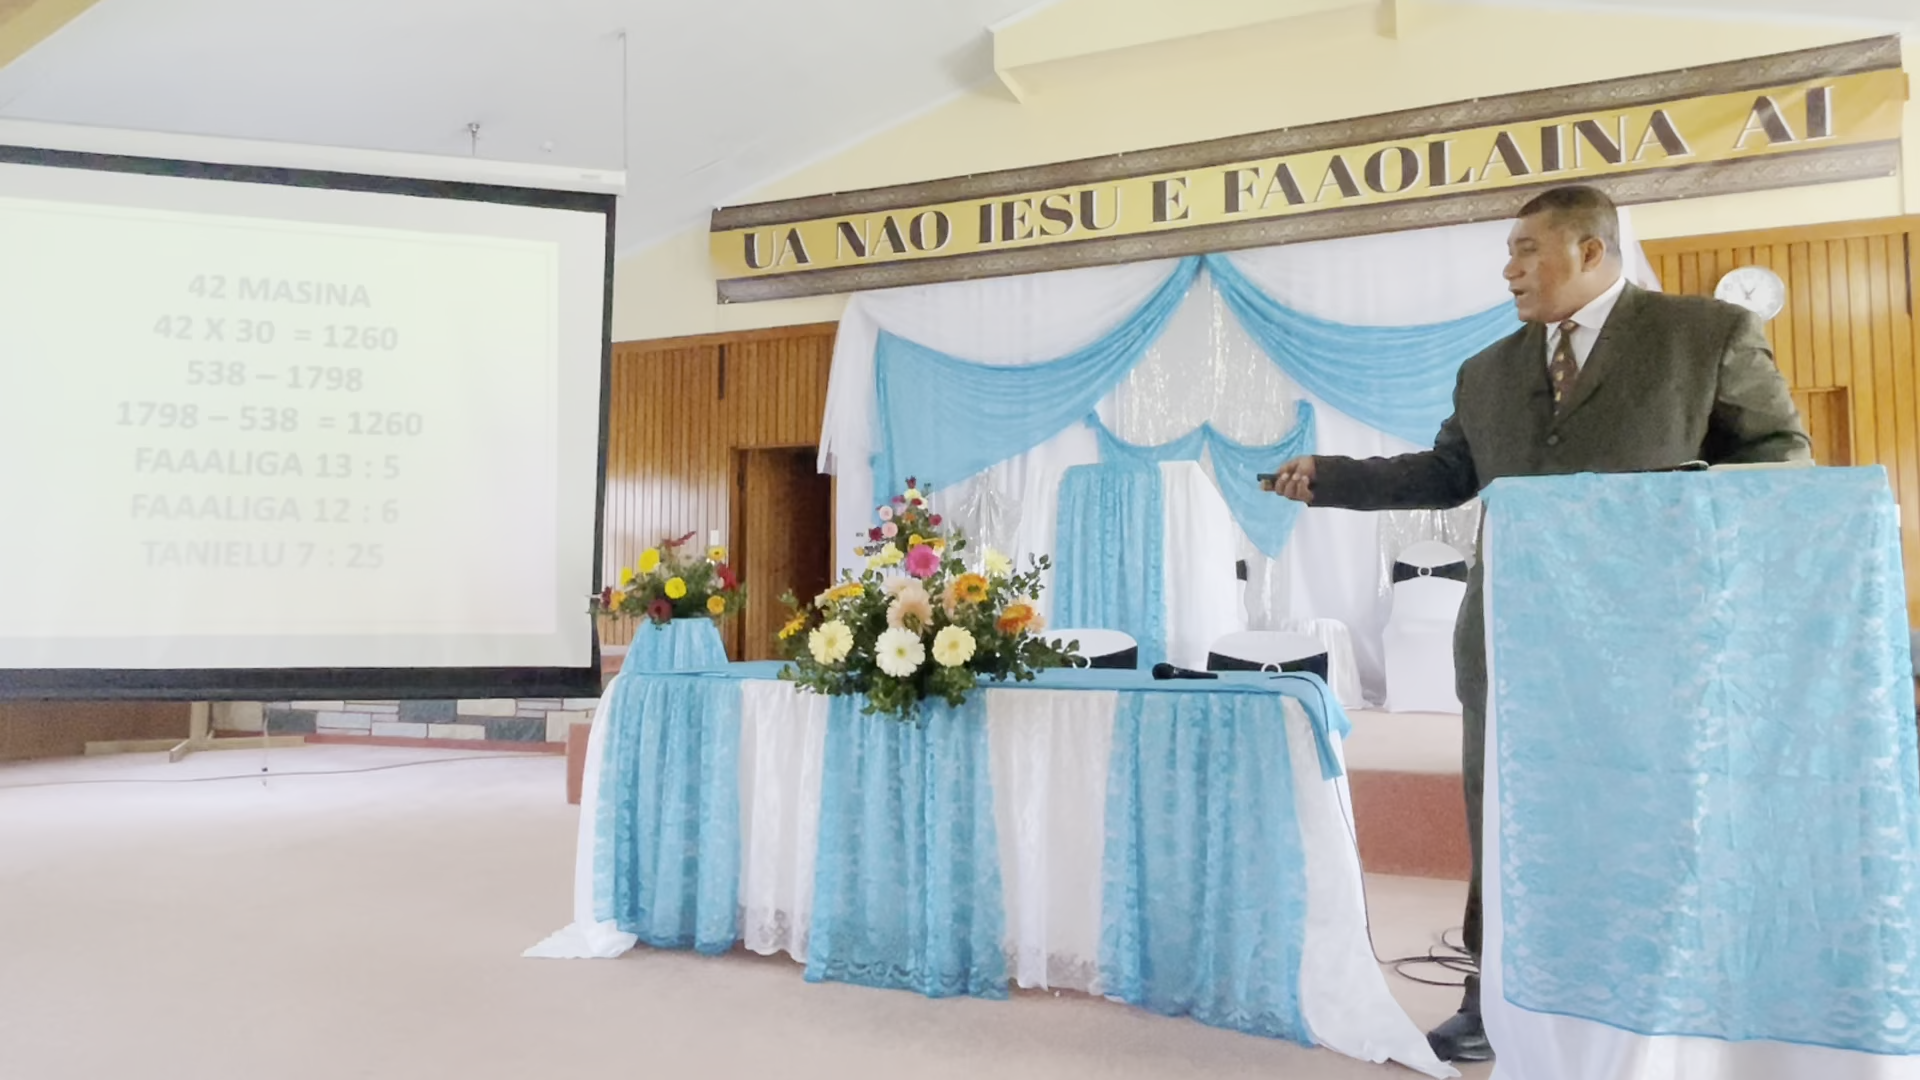 UA NAO IESU E FAAOLAINA AI
42 MASINA
42 X 30 = 1260
538 – 1798
1798 – 538 = 1260
FAAALIGA 13 : 5
FAAALIGA 12 : 6
TANIELU 7 : 25